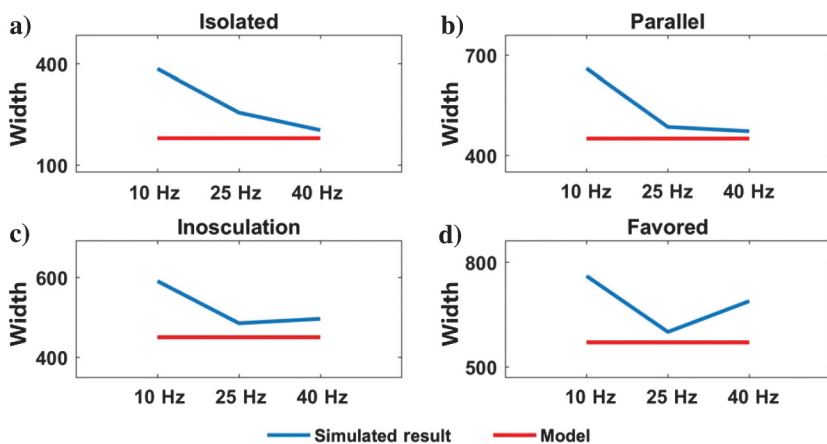 a)
Isolated
Width
400
100
10 Hz
25 Hz
40 Hz
b)
Parallel
Width
700
400
10 Hz
25 Hz
40 Hz
c)
Inosculation
Width
600
400
10 Hz
25 Hz
40 Hz
d)
Favored
Width
800
500
10 Hz
25 Hz
40 Hz
Simulated result
Model